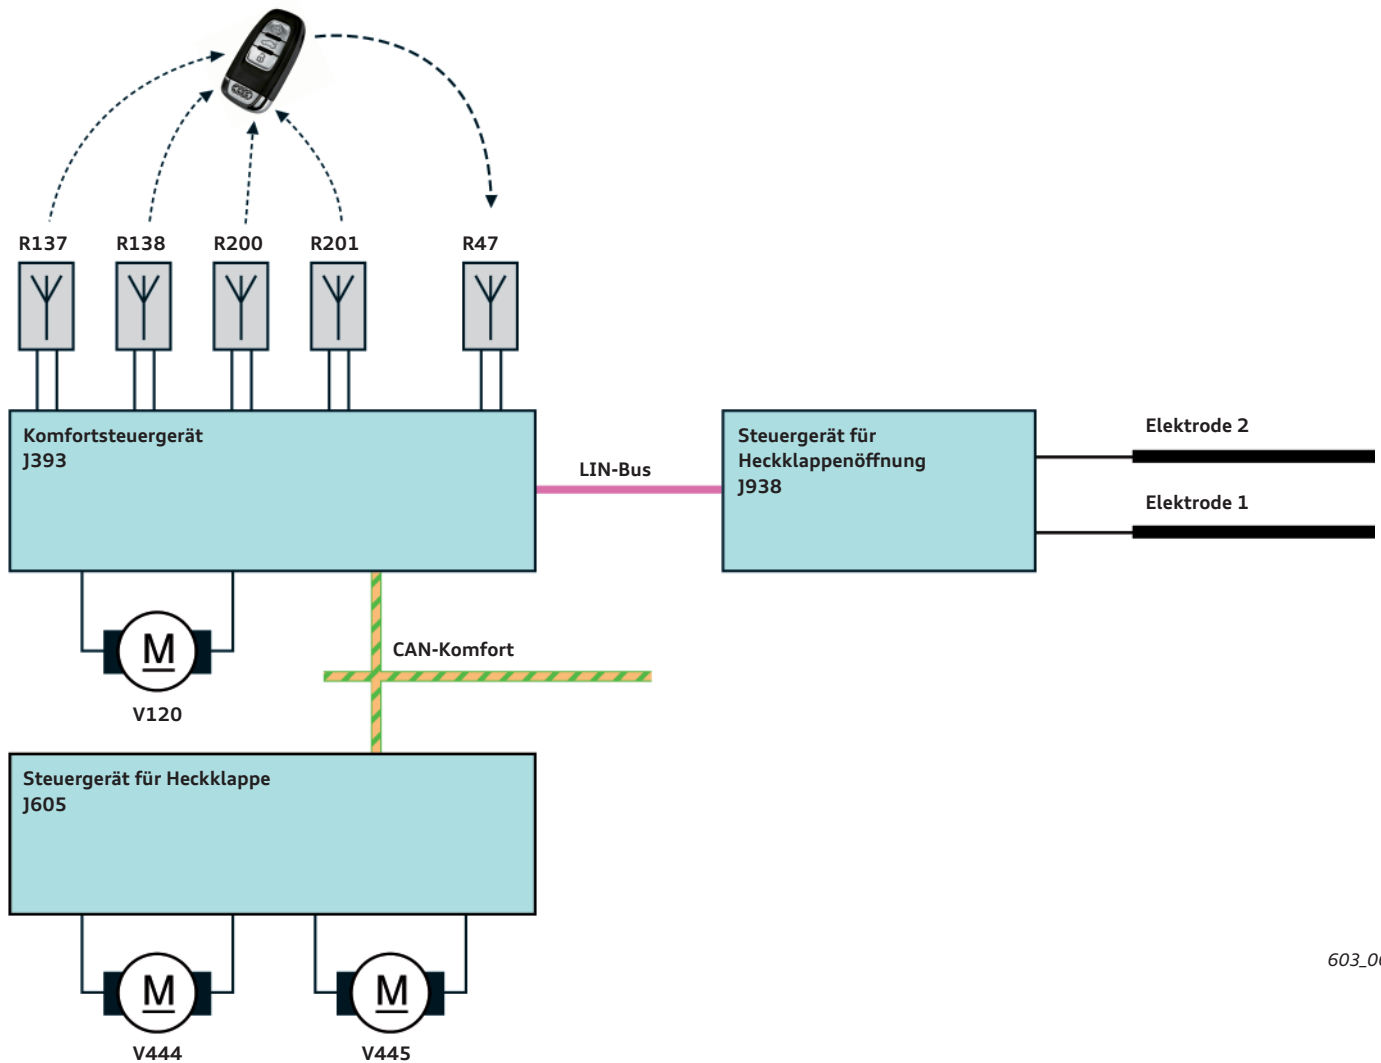 R137
R138
R200
R201
R47
Komfortsteuergerät
J393
LIN-Bus
Steuergerät für
Heckklappenöffnung
J938
Elektrode 2
Elektrode 1
M
V120
CAN-Komfort
Steuergerät für Heckklappe
J605
M
M
V444
V445